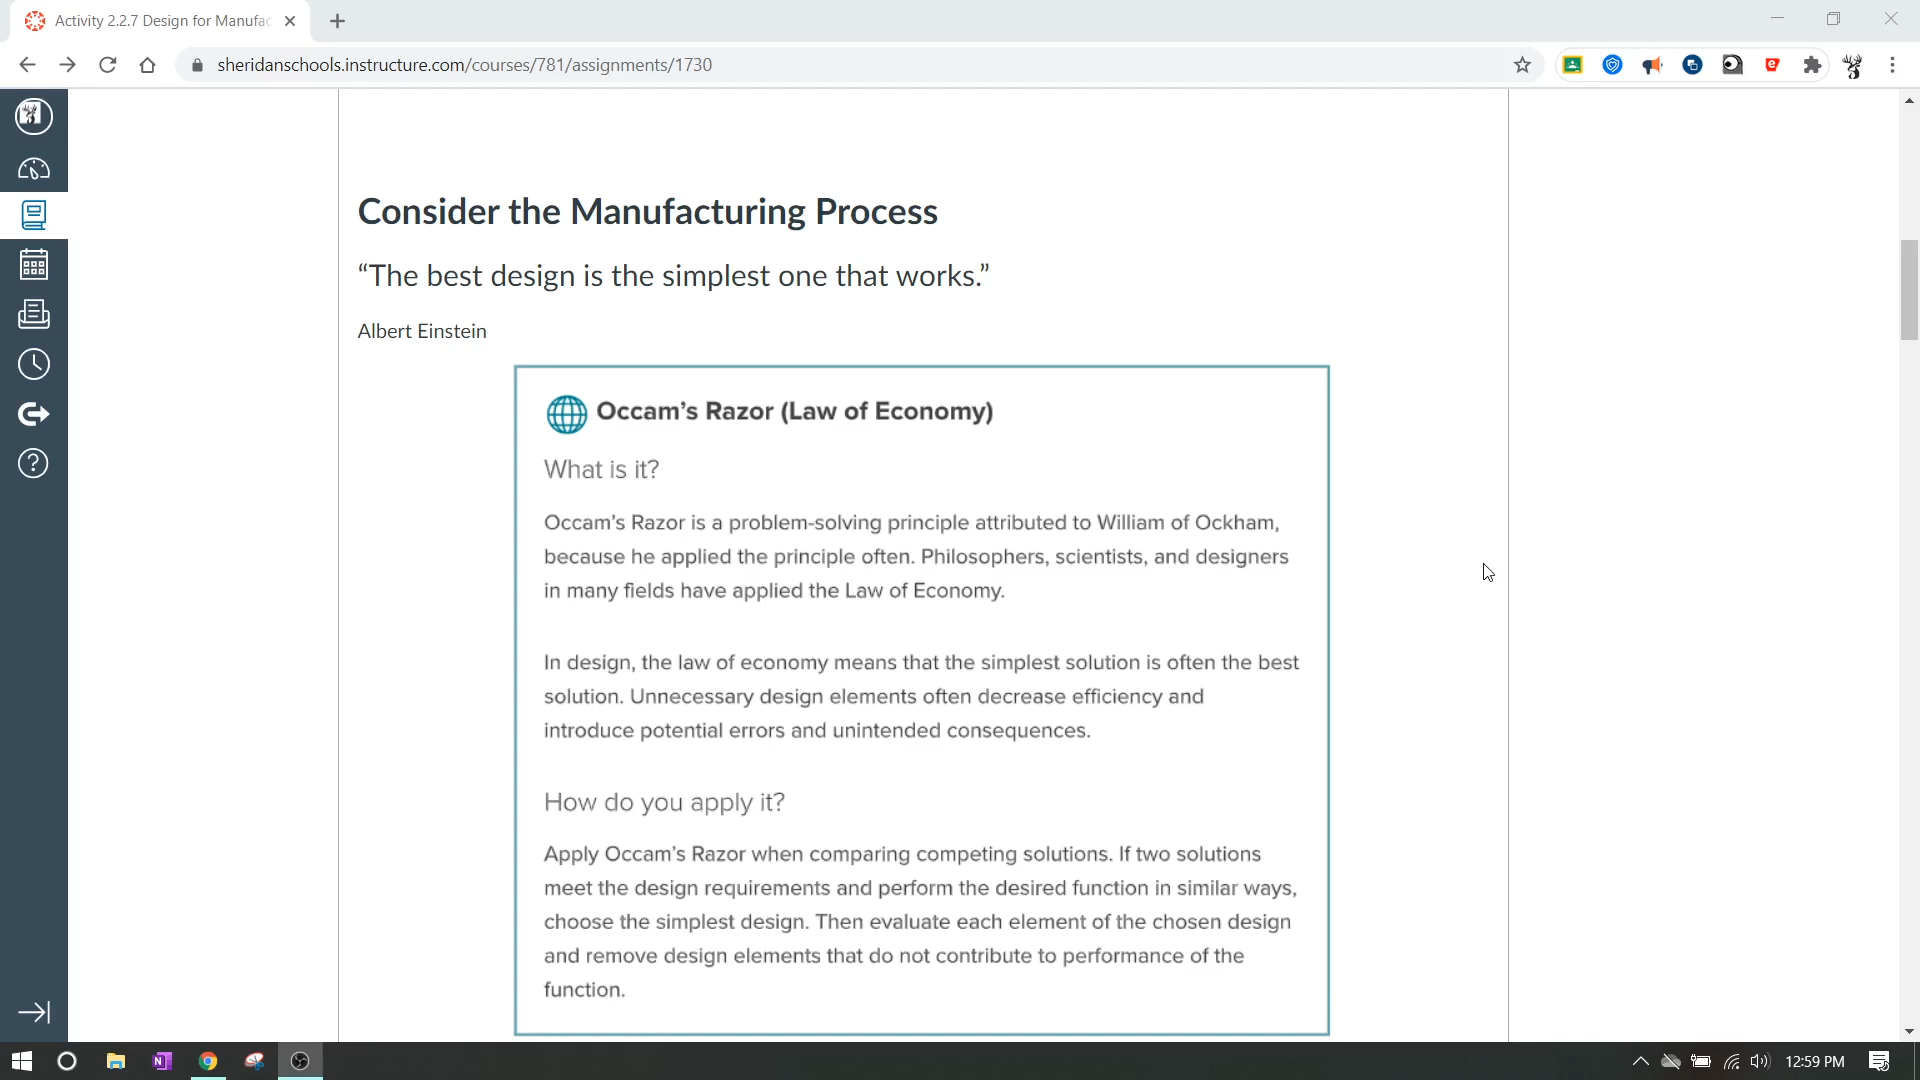 Activity 2.2.7 Design for Manufac
sheridanschools.instructure.com/courses/781/assignments/1730
Consider the Manufacturing Process
“The best design is the simplest one that works.”
Albert Einstein
Occam’s Razor (Law of Economy)
What is it?
Occam’s Razor is a problem-solving principle attributed to William of Ockham,
because he applied the principle often. Philosophers, scientists, and designers
in many fields have applied the Law of Economy.
In design, the law of economy means that the simplest solution is often the best
solution. Unnecessary design elements often decrease efficiency and
introduce potential errors and unintended consequences.
How do you apply it?
Apply Occam’s Razor when comparing competing solutions. If two solutions
meet the design requirements and perform the desired function in similar ways,
choose the simplest design. Then evaluate each element of the chosen design
and remove design elements that do not contribute to performance of the
function.
12:59 PM